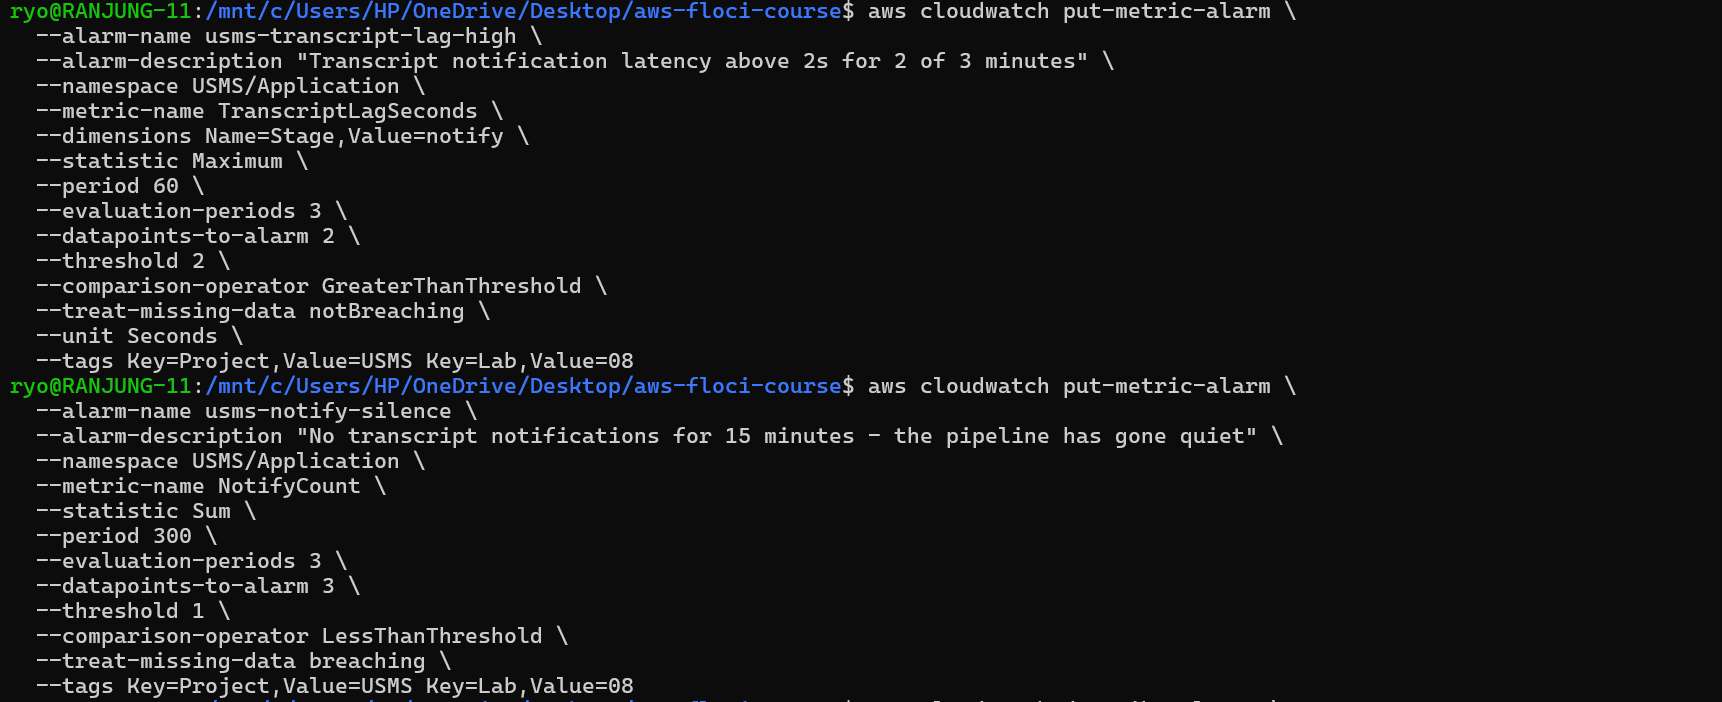 ryo@RANJUNG-11:/mnt/c/Users/HP/OneDrive/Desktop/aws-floci-course$ aws cloudwatch put-metric-alarm \
  --alarm-name usms-transcript-lag-high \
  --alarm-description "Transcript notification latency above 2s for 2 of 3 minutes" \
  --namespace USMS/Application \
  --metric-name TranscriptLagSeconds \
  --dimensions Name=Stage,Value=notify \
  --statistic Maximum \
  --period 60 \
  --evaluation-periods 3 \
  --datapoints-to-alarm 2 \
  --threshold 2 \
  --comparison-operator GreaterThanThreshold \
  --treat-missing-data notBreaching \
  --unit Seconds \
  --tags Key=Project,Value=USMS Key=Lab,Value=08
ryo@RANJUNG-11:/mnt/c/Users/HP/OneDrive/Desktop/aws-floci-course$ aws cloudwatch put-metric-alarm \
  --alarm-name usms-notify-silence \
  --alarm-description "No transcript notifications for 15 minutes - the pipeline has gone quiet" \
  --namespace USMS/Application \
  --metric-name NotifyCount \
  --statistic Sum \
  --period 300 \
  --evaluation-periods 3 \
  --datapoints-to-alarm 3 \
  --threshold 1 \
  --comparison-operator LessThanThreshold \
  --treat-missing-data breaching \
  --tags Key=Project,Value=USMS Key=Lab,Value=08